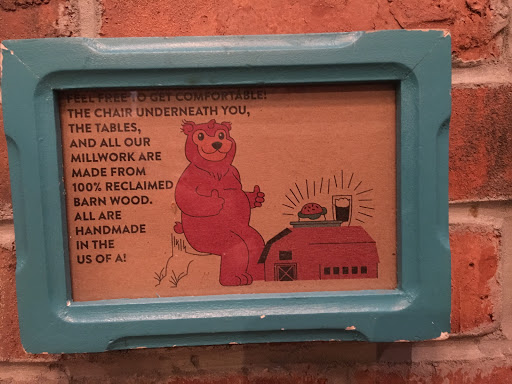 FEEL FREE TO GET COMFORTABLE!
THE CHAIR UNDERNEATH YOU,
THE TABLES,
AND ALL OUR
MILLWORK ARE
MADE FROM
100% RECLAIMED
BARN WOOD.
ALL ARE
HANDMADE
IN THE
US OF A!